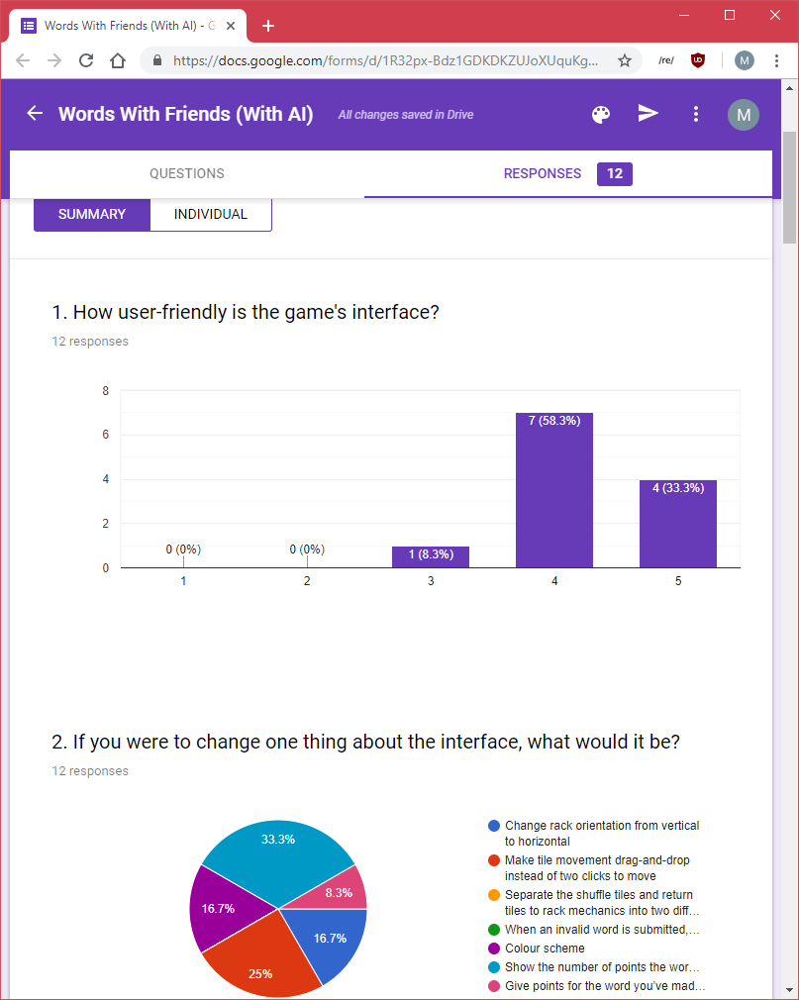 Words With Friends (With AI) - G
https://docs.google.com/forms/d/1R32px-Bdz1GDKDKZUJoXUquKg...
/re/
M
Words With Friends (With AI)
All changes saved in Drive
M
QUESTIONS
RESPONSES 12
SUMMARY INDIVIDUAL
1. How user-friendly is the game's interface?
12 responses
8
6
4
2
0
0 (0%)
0 (0%)
1 (8.3%)
7 (58.3%)
4 (33.3%)
1 2 3 4 5
2. If you were to change one thing about the interface, what would it be?
12 responses
33.3%
8.3%
16.7%
16.7%
25%
Change rack orientation from vertical
to horizontal
Make tile movement drag-and-drop
instead of two clicks to move
Separate the shuffle tiles and return
tiles to rack mechanics into two diff...
When an invalid word is submitted,...
Colour scheme
Show the number of points the wor...
Give points for the word you've mad...